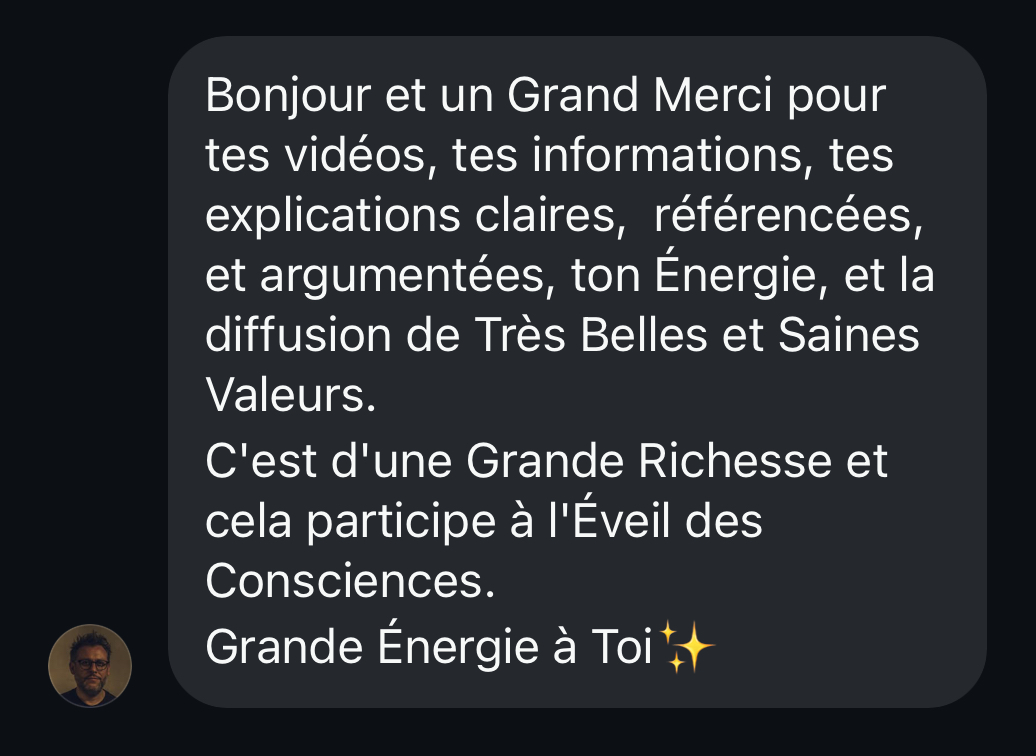 Bonjour et un Grand Merci pour
tes vidéos, tes informations, tes
explications claires,  référencées,
et argumentées, ton Énergie, et la
diffusion de Très Belles et Saines
Valeurs.
C'est d'une Grande Richesse et
cela participe à l'Éveil des
Consciences.
Grande Énergie à Toi✨